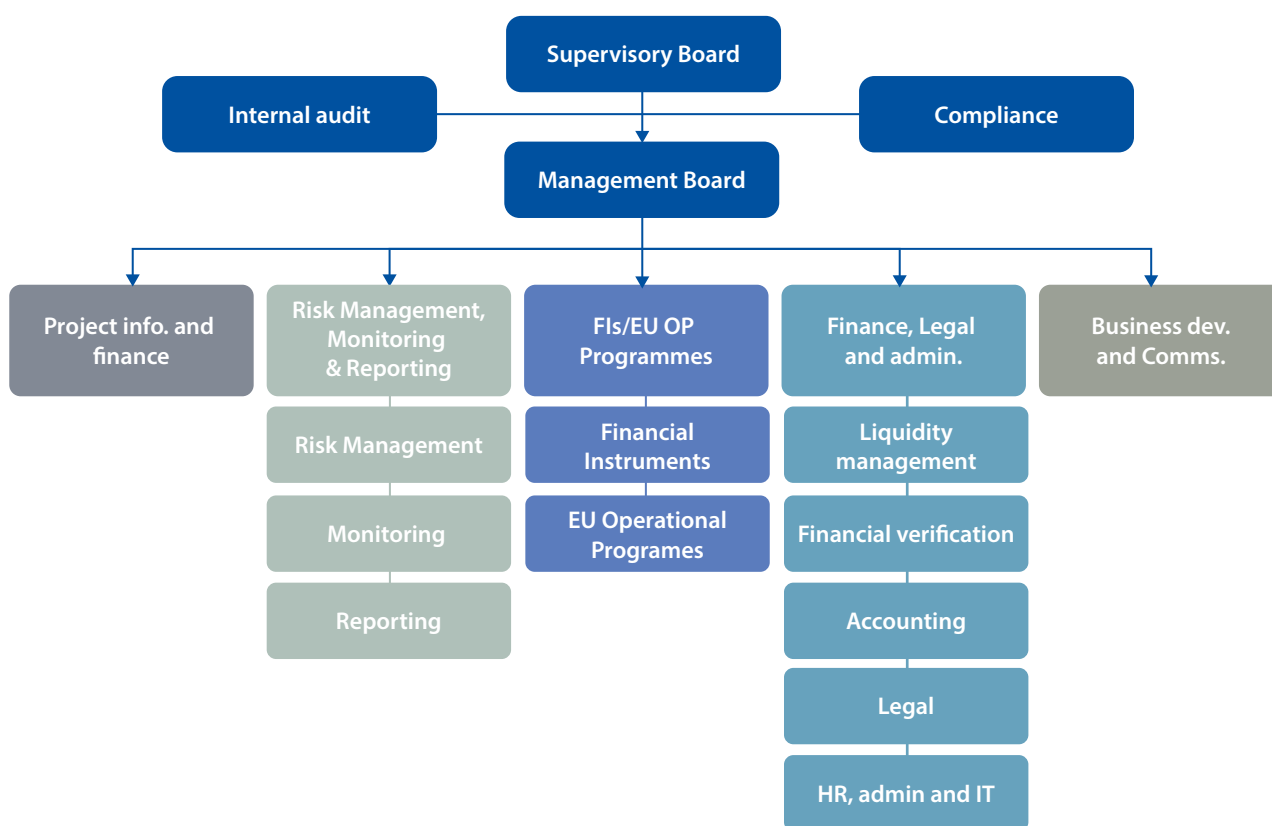 Supervisory Board
Internal audit
Compliance
Management Board
Project info. and
finance
Risk Management,
Monitoring
& Reporting
FIs/EU OP
Programmes
Finance, Legal
and admin.
Business dev.
and Comms.
Risk Management
Financial
Instruments
Liquidity
management
Monitoring
EU Operational
Programes
Financial verification
Reporting
Accounting
Legal
HR, admin and IT